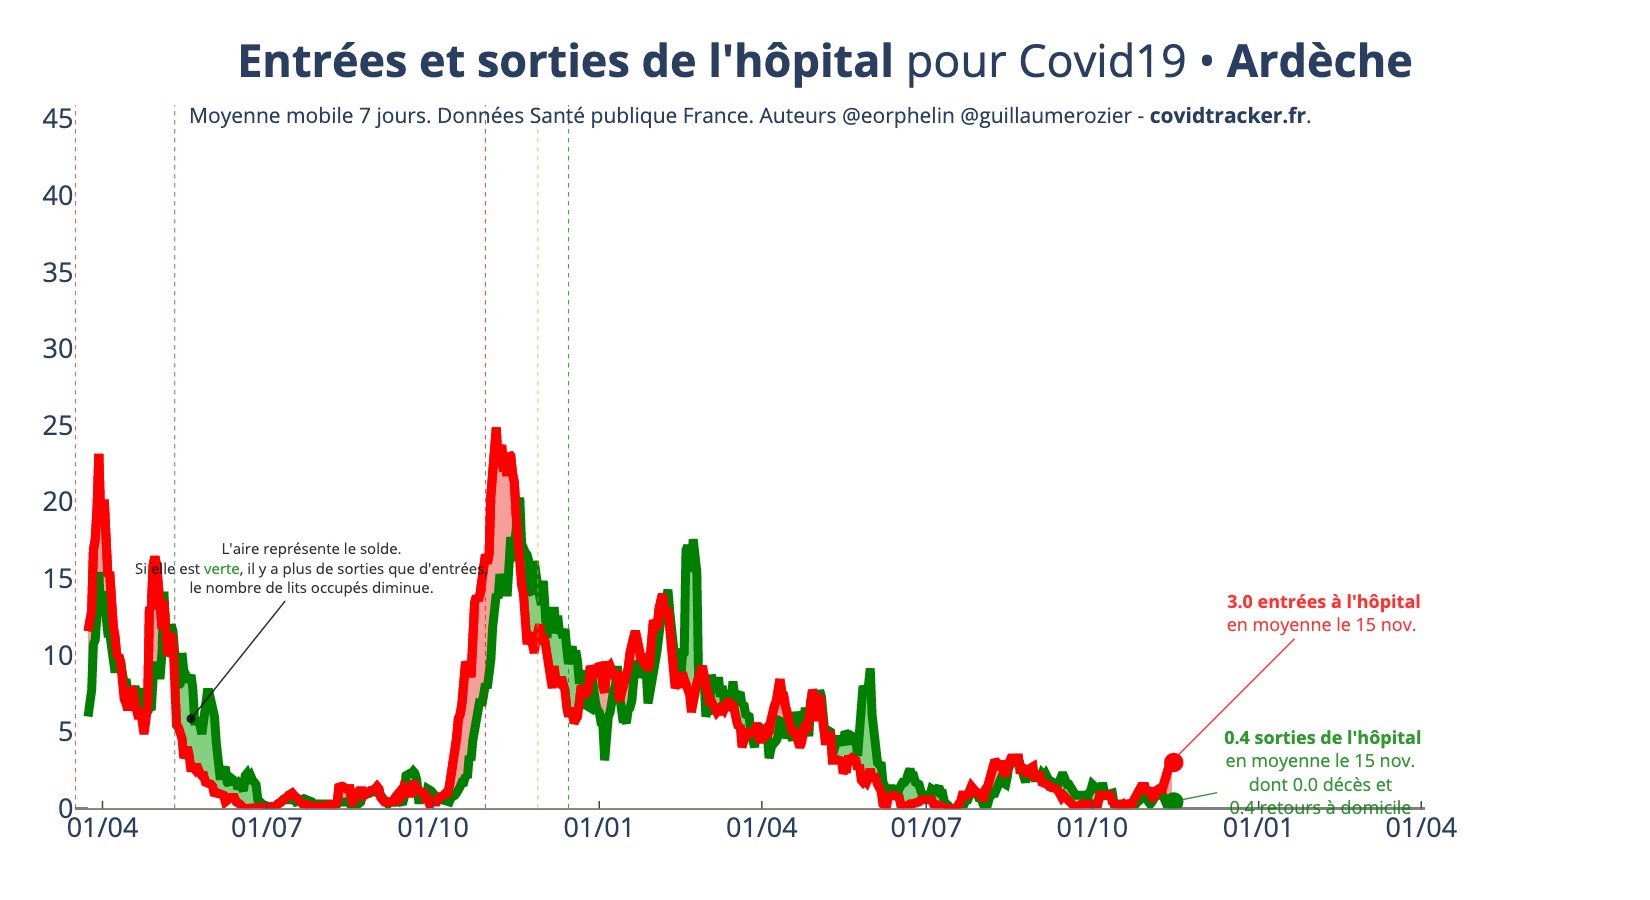 Entrées et sorties de l'hôpital pour Covid19 • Ardèche
Moyenne mobile 7 jours. Données Santé publique France. Auteurs @eorphelin @guillaumerozier - covidtracker.fr.
45
40
35
30
25
20
15
10
5
0
L'aire représente le solde.
Si elle est verte, il y a plus de sorties que d'entrées,
le nombre de lits occupés diminue.
3.0 entrées à l'hôpital
en moyenne le 15 nov.
0.4 sorties de l'hôpital
en moyenne le 15 nov.
dont 0.0 décès et
0.4 retours à domicile
01/04 01/07 01/10 01/01 01/04 01/07 01/10 01/01 01/04